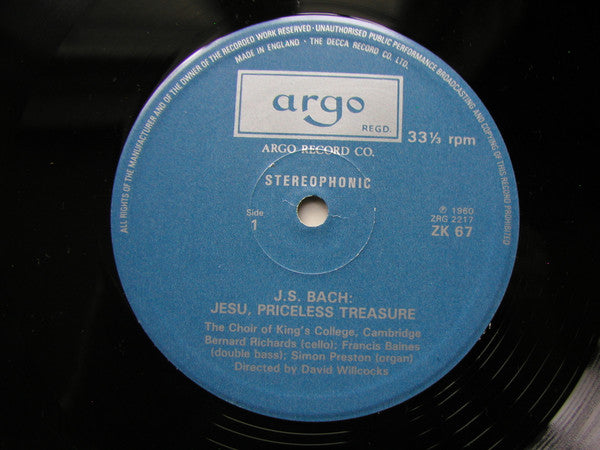 ALL RIGHTS OF THE MANUFACTURER AND OF THE OWNER OF THE RECORDED WORK RESERVED · UNAUTHORISED PUBLIC PERFORMANCE BROADCASTING AND COPYING OF THIS RECORD PROHIBITED
MADE IN ENGLAND · THE DECCA RECORD CO. LTD.
argo
REGD.
33⅓ rpm
ARGO RECORD CO.
STEREOPHONIC
Side
1
℗ 1960
ZRG 2217
ZK 67
J.S. BACH:
JESU, PRICELESS TREASURE
The Choir of King's College, Cambridge
Bernard Richards (cello); Francis Baines
(double bass); Simon Preston (organ)
Directed by David Willcocks